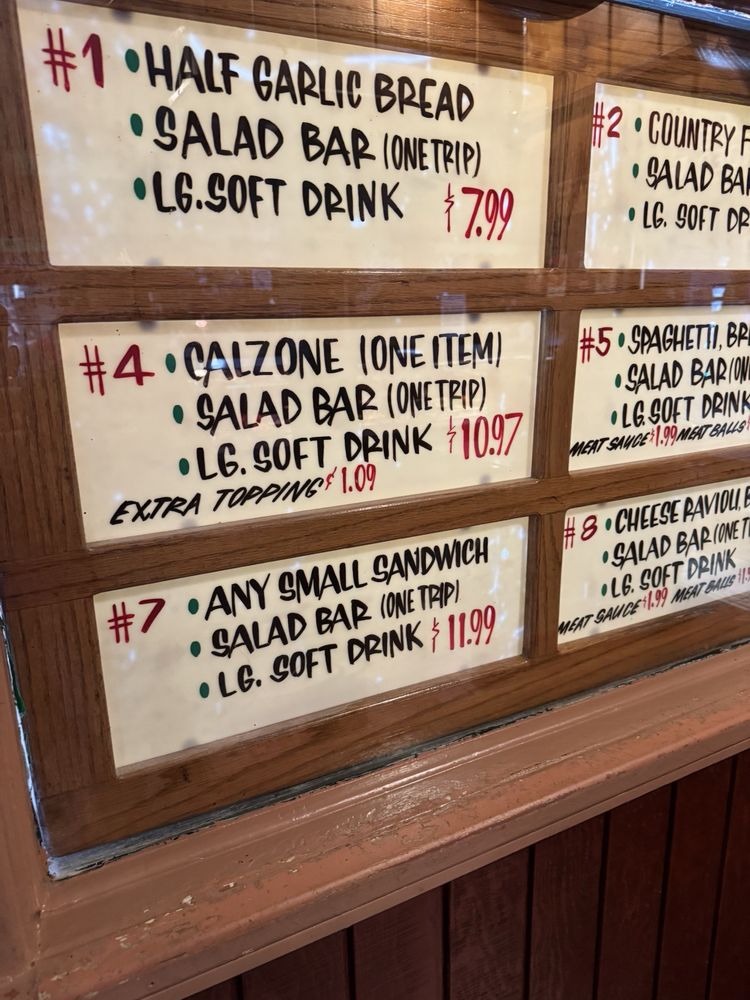 #1 • HALF GARLIC BREAD
• SALAD BAR (ONE TRIP)
• LG. SOFT DRINK $7.99
#2 • COUNTRY
• SALAD
• LG. SOFT
#4 • CALZONE (ONE ITEM)
• SALAD BAR (ONE TRIP)
• LG. SOFT DRINK $10.97
EXTRA TOPPING $1.09
#5 • SPAGHETTI,
• SALAD BAR
• LG. SOFT DRINK
MEAT SAUCE $1.99 MEAT BALLS
#7 • ANY SMALL SANDWICH
• SALAD BAR (ONE TRIP)
• LG. SOFT DRINK $11.99
#8 • CHEESE RAVIOLI,
• SALAD BAR (ONE
• LG. SOFT DRINK
MEAT SAUCE $1.99 MEAT BALLS